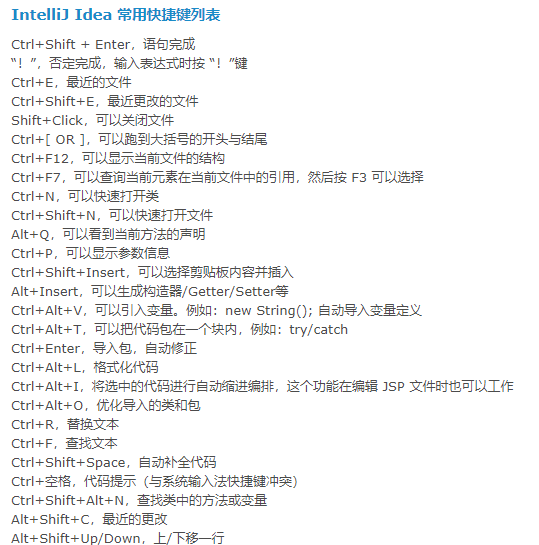 IntelliJ Idea 常用快捷键列表
Ctrl+Shift + Enter，语句完成
“！”，否定完成，输入表达式时按 “！”键
Ctrl+E，最近的文件
Ctrl+Shift+E，最近更改的文件
Shift+Click，可以关闭文件
Ctrl+[ OR ]，可以跑到大括号的开头与结尾
Ctrl+F12，可以显示当前文件的结构
Ctrl+F7，可以查询当前元素在当前文件中的引用，然后按 F3 可以选择
Ctrl+N，可以快速打开类
Ctrl+Shift+N，可以快速打开文件
Alt+Q，可以看到当前方法的声明
Ctrl+P，可以显示参数信息
Ctrl+Shift+Insert，可以选择剪贴板内容并插入
Alt+Insert，可以生成构造器/Getter/Setter等
Ctrl+Alt+V，可以引入变量。例如：new String(); 自动导入变量定义
Ctrl+Alt+T，可以把代码包在一个块内，例如：try/catch
Ctrl+Enter，导入包，自动修正
Ctrl+Alt+L，格式化代码
Ctrl+Alt+I，将选中的代码进行自动缩进编排，这个功能在编辑 JSP 文件时也可以工作
Ctrl+Alt+O，优化导入的类和包
Ctrl+R，替换文本
Ctrl+F，查找文本
Ctrl+Shift+Space，自动补全代码
Ctrl+空格，代码提示（与系统输入法快捷键冲突）
Ctrl+Shift+Alt+N，查找类中的方法或变量
Alt+Shift+C，最近的更改
Alt+Shift+Up/Down，上/下移一行